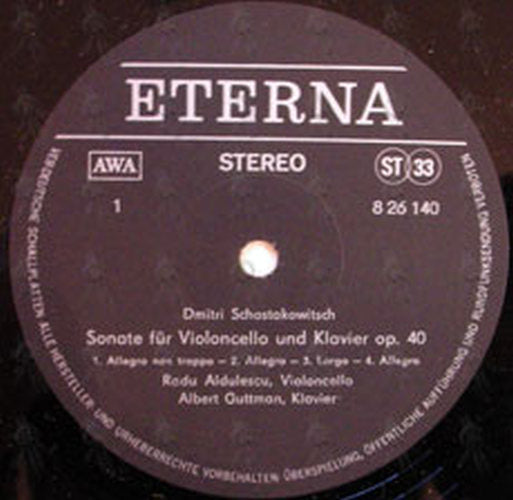 ETERNA
AWA
STEREO
ST 33
1
8 26 140
Dmitri Schostakowitsch
Sonate für Violoncello und Klavier op. 40
1. Allegro non troppo – 2. Allegro – 3. Largo – 4. Allegro
Radu Aldulescu, Violoncello
Albert Guttman, Klavier
VEB DEUTSCHE SCHALLPLATTEN ALLE HERSTELLER- UND URHEBERRECHTE VORBEHALTEN ÜBERSPIELUNG, ÖFFENTLICHE AUFFÜHRUNG UND RUNDFUNKSENDUNG VERBOTEN